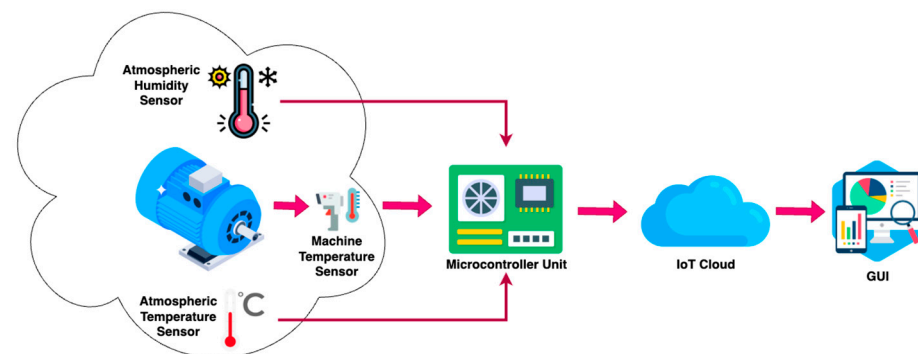 Atmospheric
Humidity
Sensor
Machine
Temperature
Sensor
Atmospheric
Temperature
Sensor
°C
Microcontroller Unit
IoT Cloud
GUI